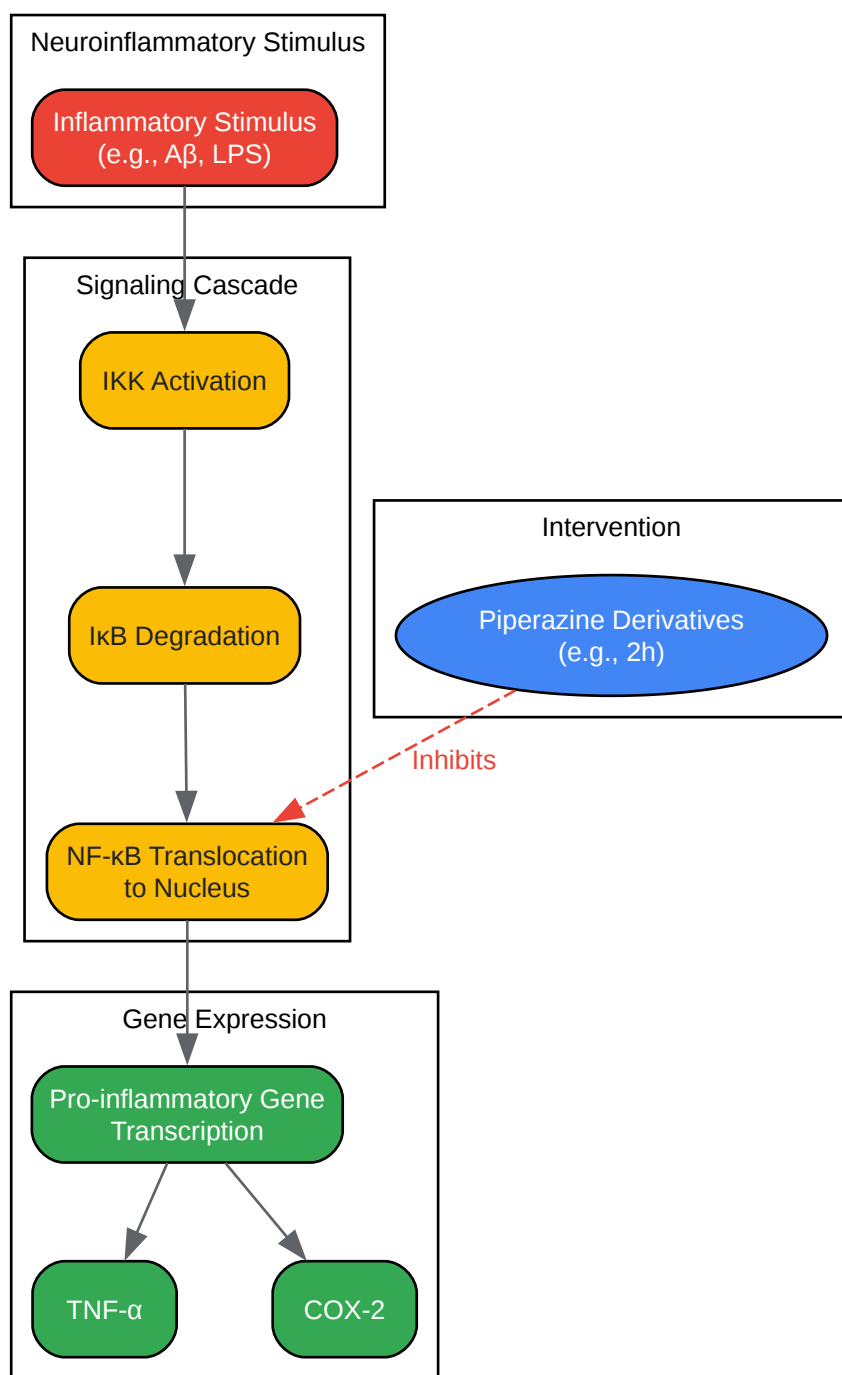 Neuroinflammatory Stimulus
Inflammatory Stimulus
(e.g., Aβ, LPS)
Signaling Cascade
IKK Activation
Intervention
Piperazine Derivatives
(e.g., 2h)
IκB Degradation
Inhibits
NF-κB Translocation
to Nucleus
Gene Expression
Pro-inflammatory Gene
Transcription
TNF-α
COX-2